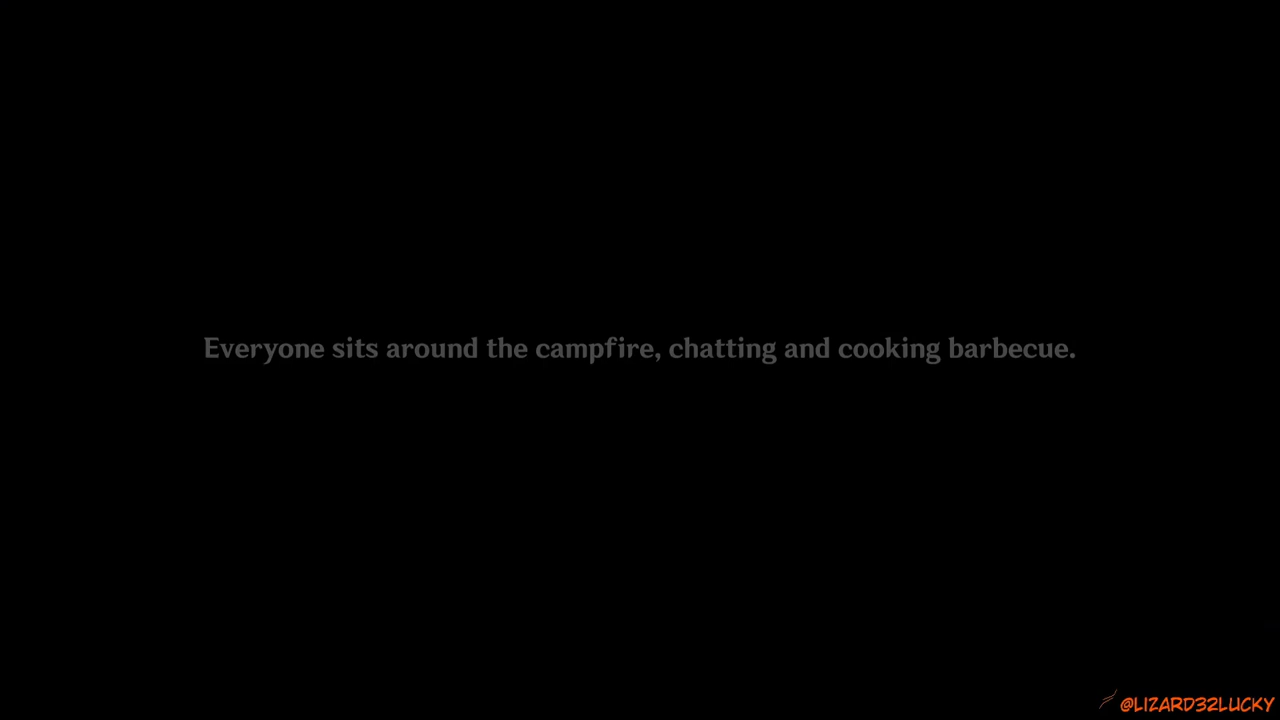 Everyone sits around the campfire, chatting and cooking barbecue.
@LIZARD32LUCKY